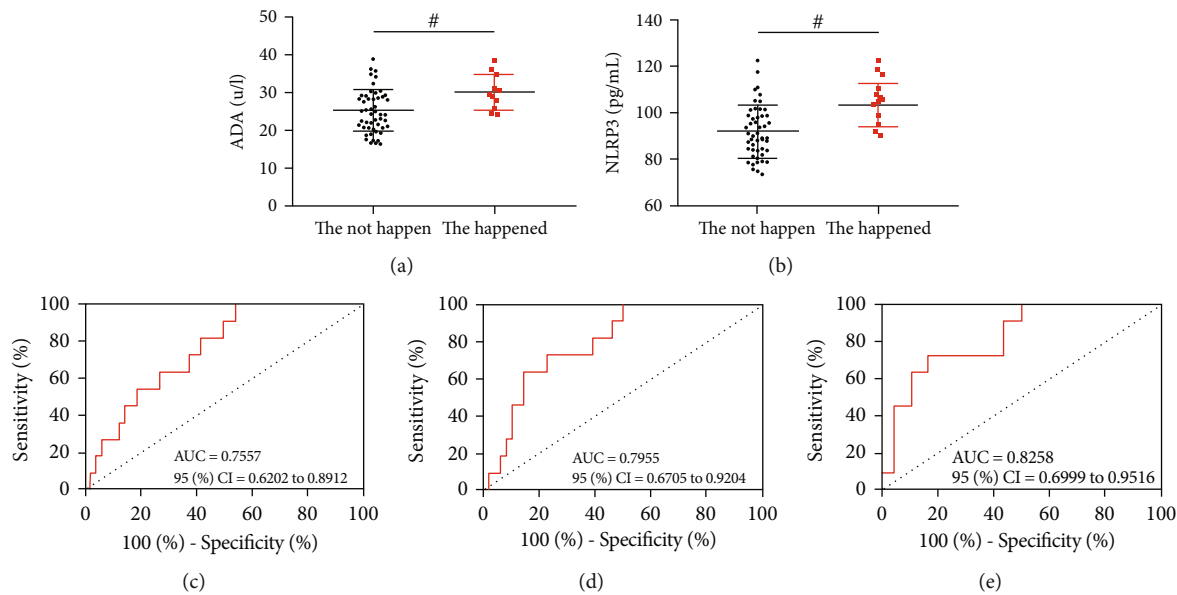 #
50
40
30
20
10
0
ADA (u/l)
The not happen The happened
(a)
#
140
120
100
80
60
NLRP3 (pg/mL)
The not happen The happened
(b)
100
80
60
40
20
0
Sensitivity (%)
AUC = 0.7557
95 (%) CI = 0.6202 to 0.8912
0 20 40 60 80 100
100 (%) - Specificity (%)
(c)
100
80
60
40
20
0
Sensitivity (%)
AUC = 0.7955
95 (%) CI = 0.6705 to 0.9204
0 20 40 60 80 100
100 (%) - Specificity (%)
(d)
100
80
60
40
20
0
Sensitivity (%)
AUC = 0.8258
95 (%) CI = 0.6999 to 0.9516
0 20 40 60 80 100
100 (%) - Specificity (%)
(e)